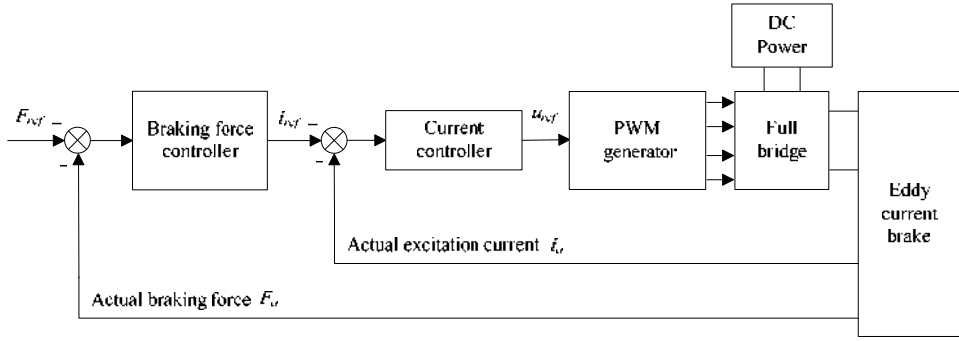 DC
Power
F_ref
−
−
Braking force
controller
i_ref
−
−
Current
controller
u_ref
PWM
generator
Full
bridge
Eddy
current
brake
Actual excitation current i_a
Actual braking force F_a